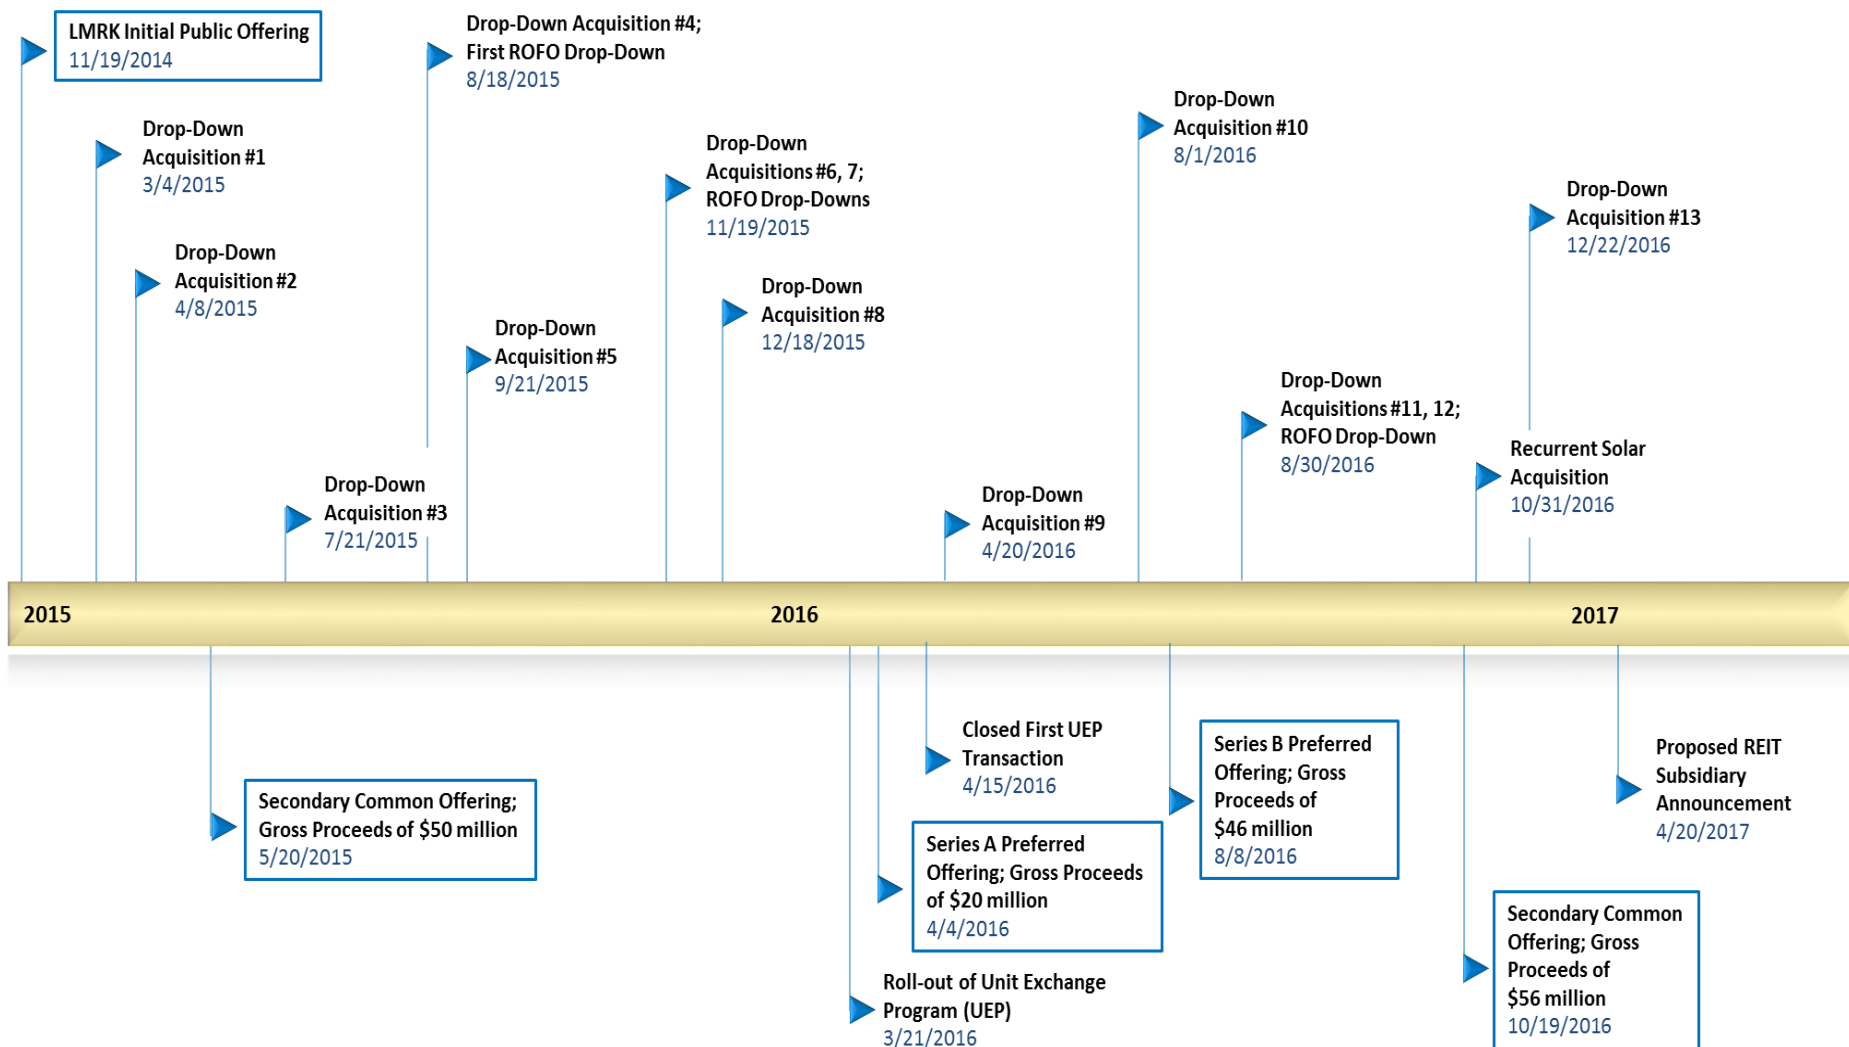 LMRK Initial Public Offering
11/19/2014
Drop-Down
Acquisition #1
3/4/2015
Drop-Down
Acquisition #2
4/8/2015
Drop-Down
Acquisition #3
7/21/2015
Drop-Down Acquisition #4;
First ROFO Drop-Down
8/18/2015
Drop-Down
Acquisition #5
9/21/2015
Drop-Down
Acquisitions #6, 7;
ROFO Drop-Downs
11/19/2015
Drop-Down
Acquisition #8
12/18/2015
Drop-Down
Acquisition #9
4/20/2016
Drop-Down
Acquisition #10
8/1/2016
Drop-Down
Acquisitions #11, 12;
ROFO Drop-Down
8/30/2016
Recurrent Solar
Acquisition
10/31/2016
Drop-Down
Acquisition #13
12/22/2016
2015
2016
2017
Secondary Common Offering;
Gross Proceeds of $50 million
5/20/2015
Roll-out of Unit Exchange
Program (UEP)
3/21/2016
Series A Preferred
Offering; Gross Proceeds
of $20 million
4/4/2016
Closed First UEP
Transaction
4/15/2016
Series B Preferred
Offering; Gross
Proceeds of
$46 million
8/8/2016
Secondary Common
Offering; Gross
Proceeds of
$56 million
10/19/2016
Proposed REIT
Subsidiary
Announcement
4/20/2017